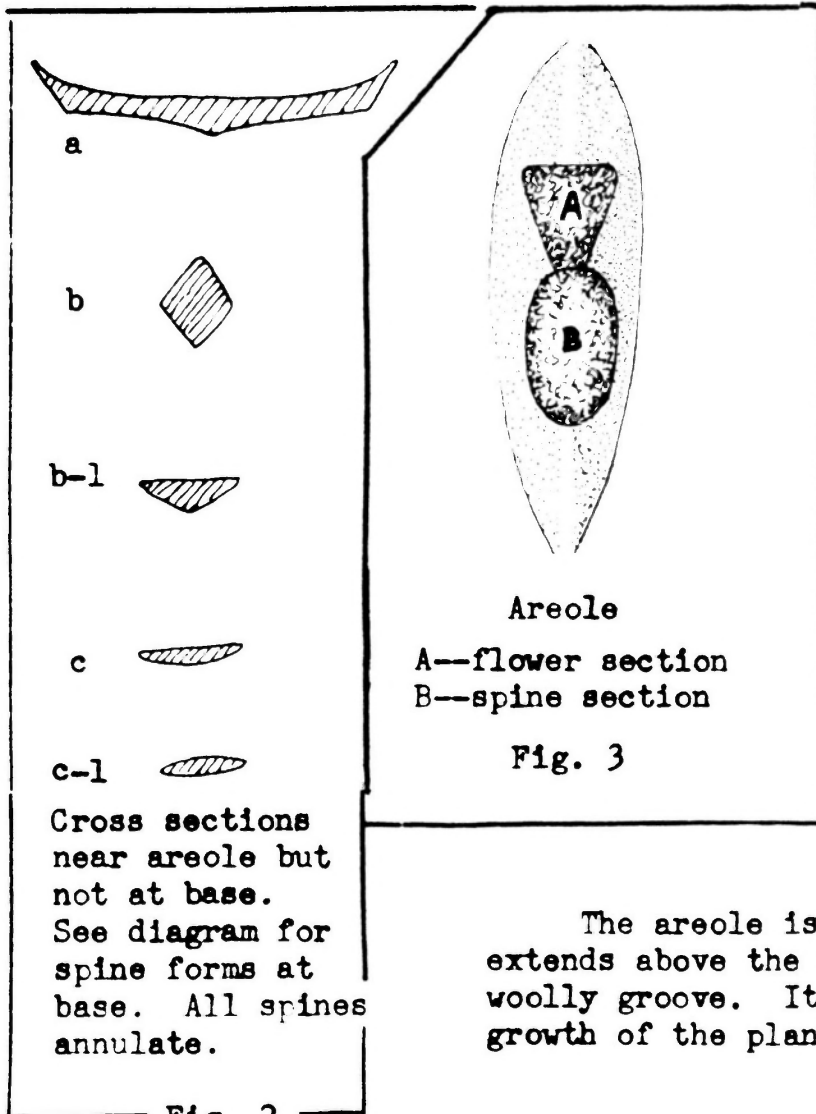 a
b
b-1
c
c-1
Cross sections
near areole but
not at base.
See diagram for
spine forms at
base. All spines
annulate.
Fig. 2
A
B
Areole
A--flower section
B--spine section
Fig. 3
The areole is
extends above the
woolly groove. It
growth of the plan